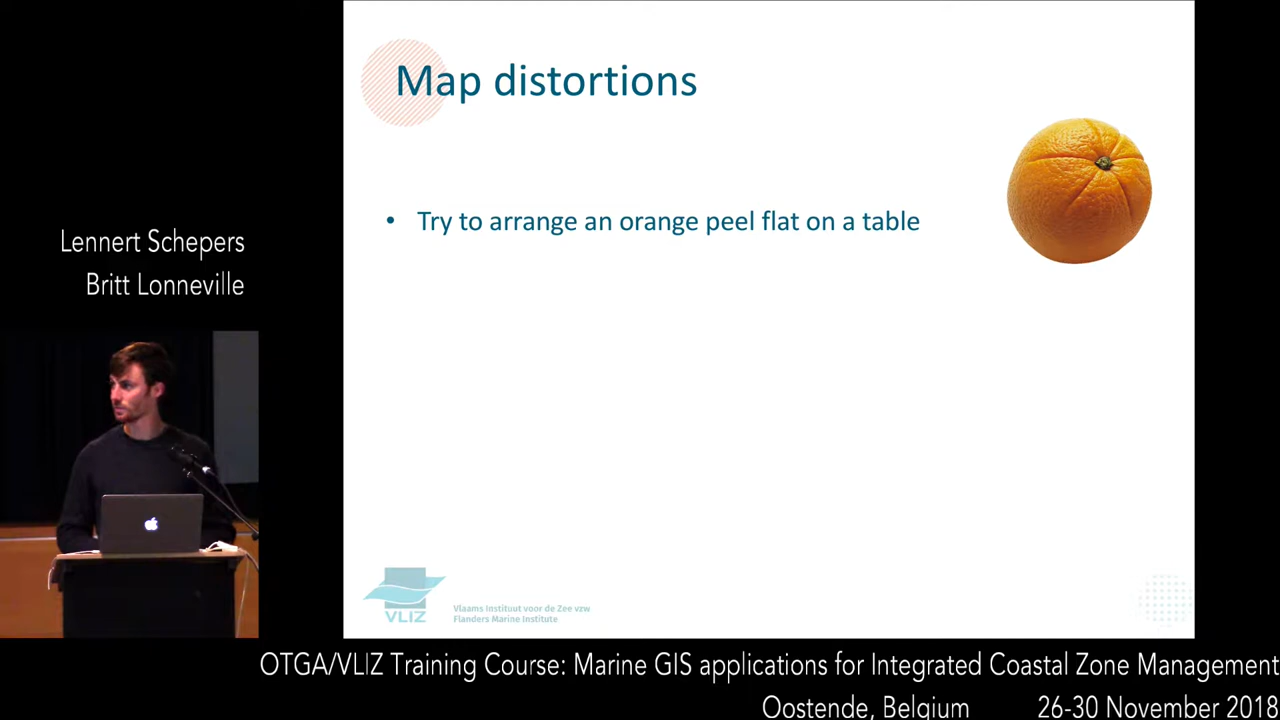 Map distortions
• Try to arrange an orange peel flat on a table
Lennert Schepers
Britt Lonneville
VLIZ
Vlaams Instituut voor de Zee vzw
Flanders Marine Institute
OTGA/VLIZ Training Course: Marine GIS applications for Integrated Coastal Zone Management
Oostende, Belgium 26-30 November 2018